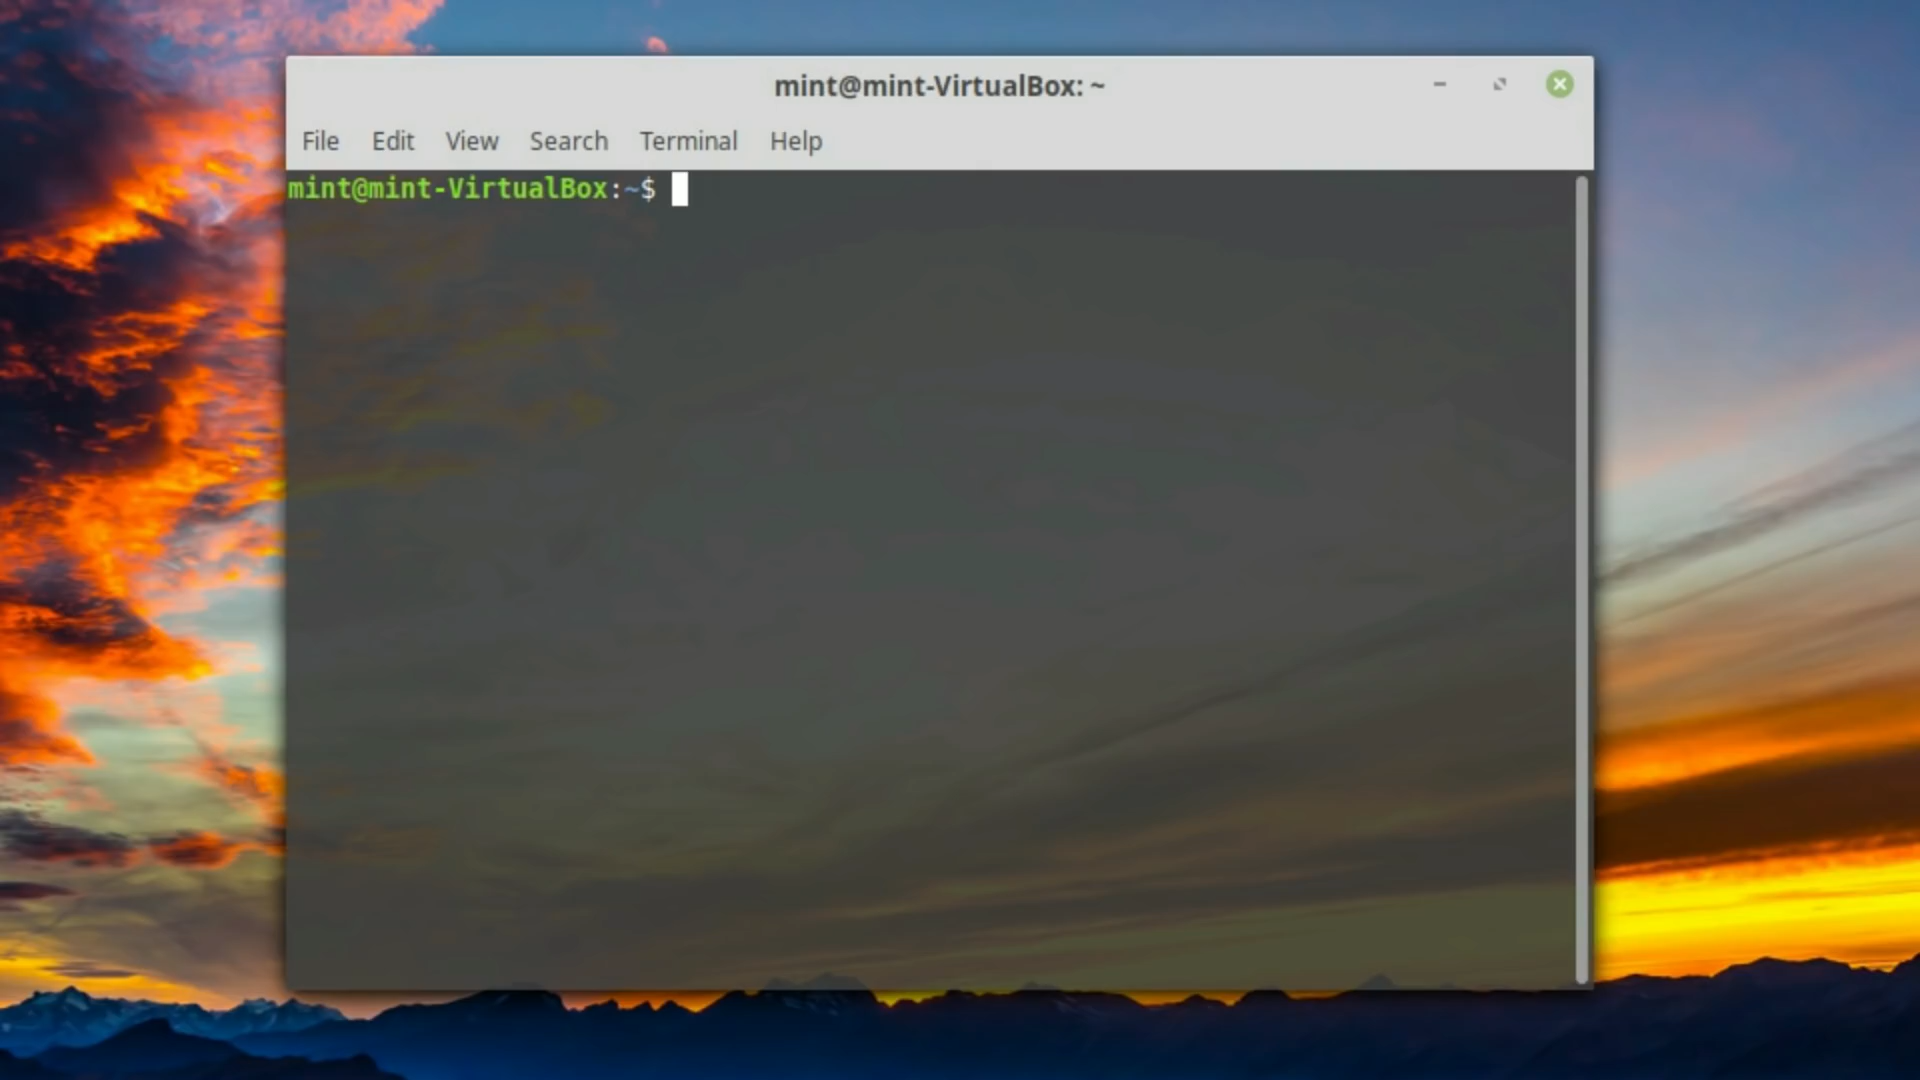 mint@mint-VirtualBox: ~
File Edit View Search Terminal Help
mint@mint-VirtualBox:~$